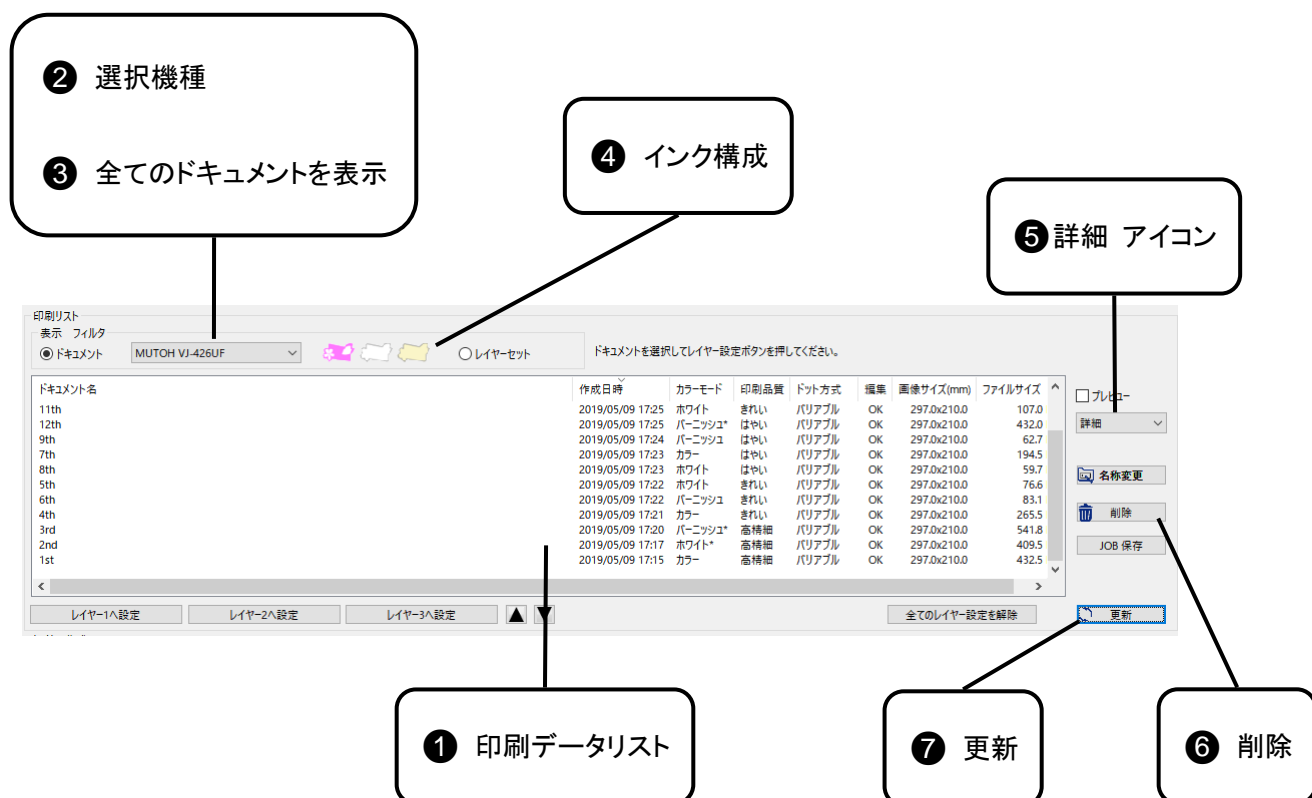 ❷ 選択機種
❸ 全てのドキュメントを表示
❹ インク構成
❺詳細 アイコン
印刷リスト
表示 フィルタ
ドキュメント MUTOH VJ-426UF レイヤーセット ドキュメントを選択してレイヤー設定ボタンを押してください。
ドキュメント名 作成日時 カラーモード 印刷品質 ドット方式 編集 画像サイズ(mm) ファイルサイズ
プレビュー
詳細
11th 2019/05/09 17:25 ホワイト きれい バリアブル OK 297.0x210.0 107.0
12th 2019/05/09 17:25 バーニッシュ* はやい バリアブル OK 297.0x210.0 432.0
9th 2019/05/09 17:24 バーニッシュ はやい バリアブル OK 297.0x210.0 62.7
7th 2019/05/09 17:23 カラー はやい バリアブル OK 297.0x210.0 194.5
8th 2019/05/09 17:23 ホワイト はやい バリアブル OK 297.0x210.0 59.7
5th 2019/05/09 17:22 ホワイト きれい バリアブル OK 297.0x210.0 76.6
6th 2019/05/09 17:22 バーニッシュ きれい バリアブル OK 297.0x210.0 83.1
4th 2019/05/09 17:21 カラー きれい バリアブル OK 297.0x210.0 265.5
3rd 2019/05/09 17:20 バーニッシュ* 高精細 バリアブル OK 297.0x210.0 541.8
2nd 2019/05/09 17:17 ホワイト* 高精細 バリアブル OK 297.0x210.0 409.5
1st 2019/05/09 17:15 カラー 高精細 バリアブル OK 297.0x210.0 432.5
名称変更
削除
JOB 保存
レイヤー1へ設定 レイヤー2へ設定 レイヤー3へ設定 ▲ ▼ 全てのレイヤー設定を解除 更新
❶ 印刷データリスト
❼ 更新
❻ 削除